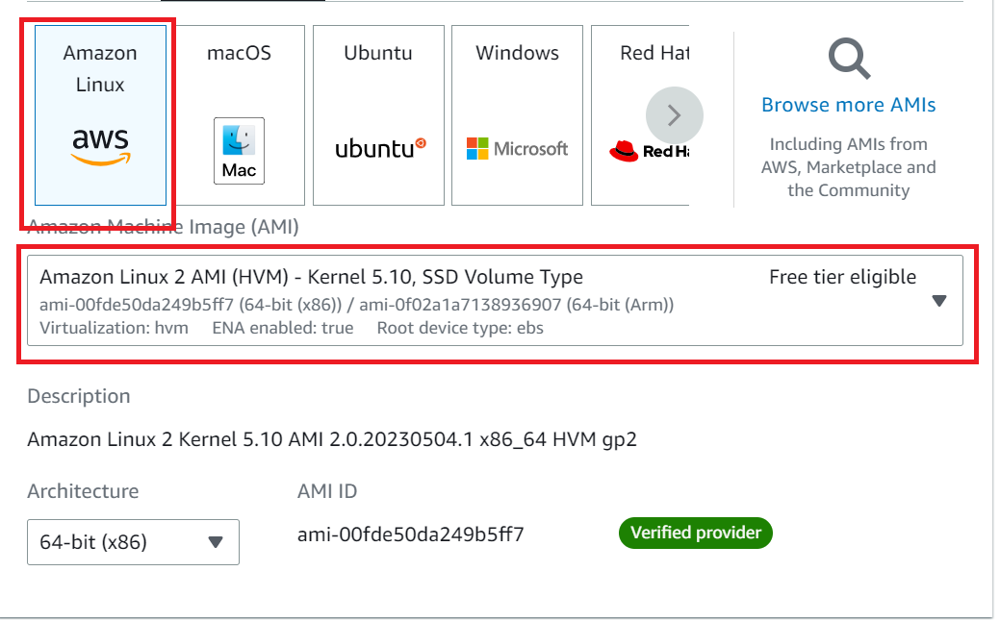 Amazon
Linux
aws
macOS
Mac
Ubuntu
ubuntu
Windows
Microsoft
Red Hat
Red Ha
Browse more AMIs
Including AMIs from
AWS, Marketplace and
the Community
Amazon Machine Image (AMI)
Amazon Linux 2 AMI (HVM) - Kernel 5.10, SSD Volume Type
Free tier eligible
ami-00fde50da249b5ff7 (64-bit (x86)) / ami-0f02a1a7138936907 (64-bit (Arm))
Virtualization: hvm ENA enabled: true Root device type: ebs
Description
Amazon Linux 2 Kernel 5.10 AMI 2.0.20230504.1 x86_64 HVM gp2
Architecture
AMI ID
64-bit (x86)
ami-00fde50da249b5ff7
Verified provider